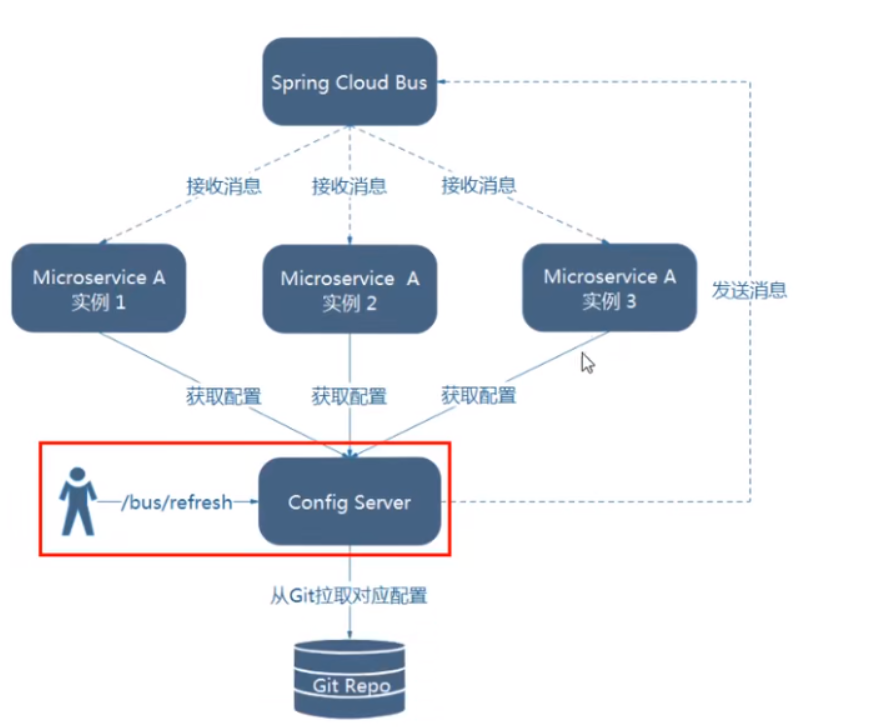 Spring Cloud Bus
接收消息
接收消息
接收消息
Microservice A
实例 1
Microservice A
实例 2
Microservice A
实例 3
发送消息
获取配置
获取配置
获取配置
/bus/refresh
Config Server
从Git拉取对应配置
Git Repo